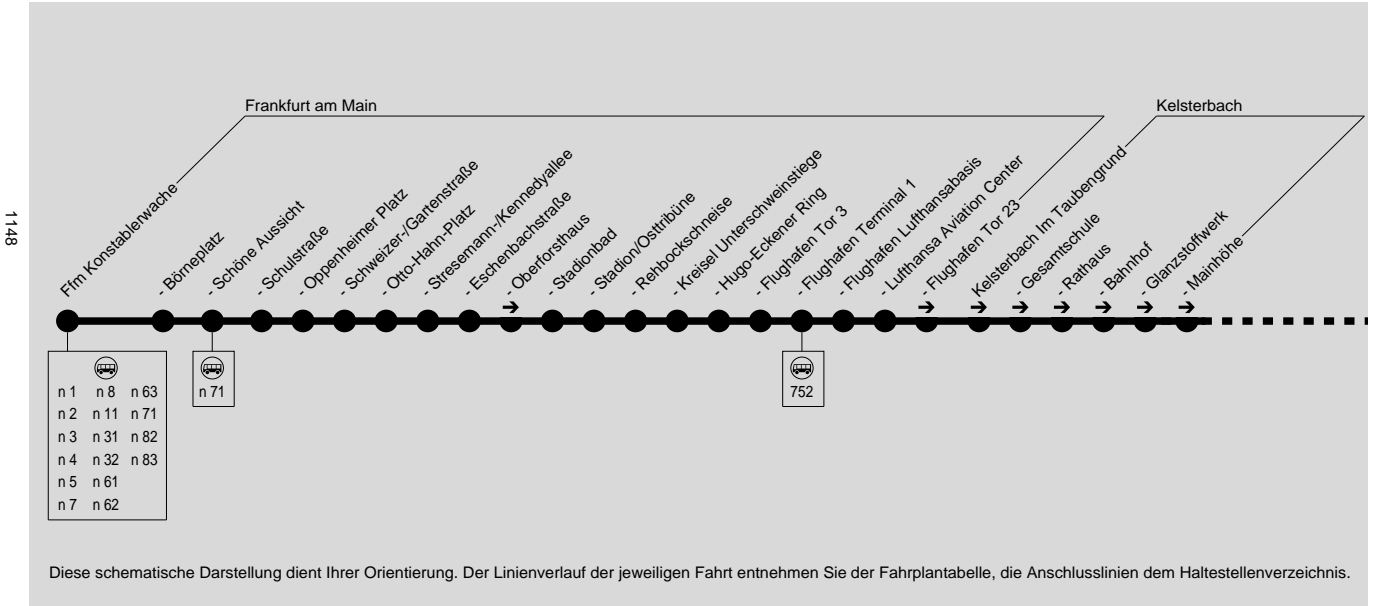 1148
Frankfurt am Main
Kelsterbach
Ffm Konstablerwache
- Börneplatz
- Schöne Aussicht
- Schulstraße
- Oppenheimer Platz
- Schweizer-/Gartenstraße
- Otto-Hahn-Platz
- Stresemann-/Kennedyallee
- Eschenbachstraße
- Oberforsthaus
- Stadionbad
- Stadion/Osttribüne
- Rehbockschneise
- Kreisel Unterschweinstiege
- Hugo-Eckener Ring
- Flughafen Tor 3
- Flughafen Terminal 1
- Flughafen Lufthansabasis
- Lufthansa Aviation Center
- Flughafen Tor 23
Kelsterbach Im Taubengrund
- Gesamtschule
- Rathaus
- Bahnhof
- Glanzstoffwerk
- Mainhöhe
n 1 n 8 n 63
n 2 n 11 n 71
n 3 n 31 n 82
n 4 n 32 n 83
n 5 n 61
n 7 n 62
n 71
752
Diese schematische Darstellung dient Ihrer Orientierung. Der Linienverlauf der jeweiligen Fahrt entnehmen Sie der Fahrplantabelle, die Anschlusslinien dem Haltestellenverzeichnis.